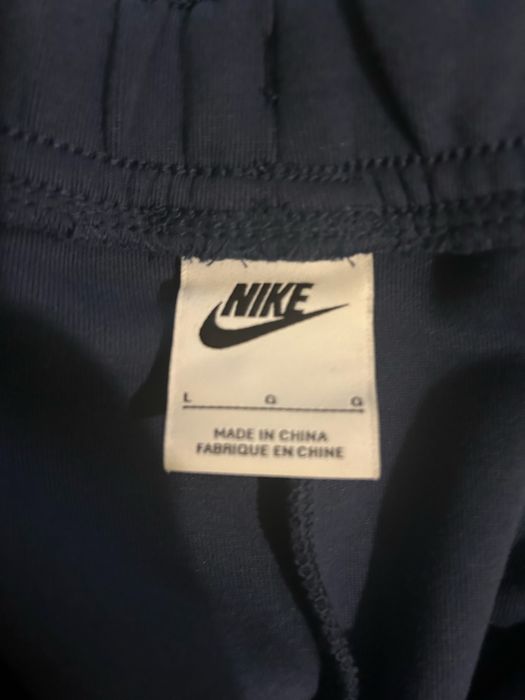 NIKE
L G G
MADE IN CHINA
FABRIQUE EN CHINE